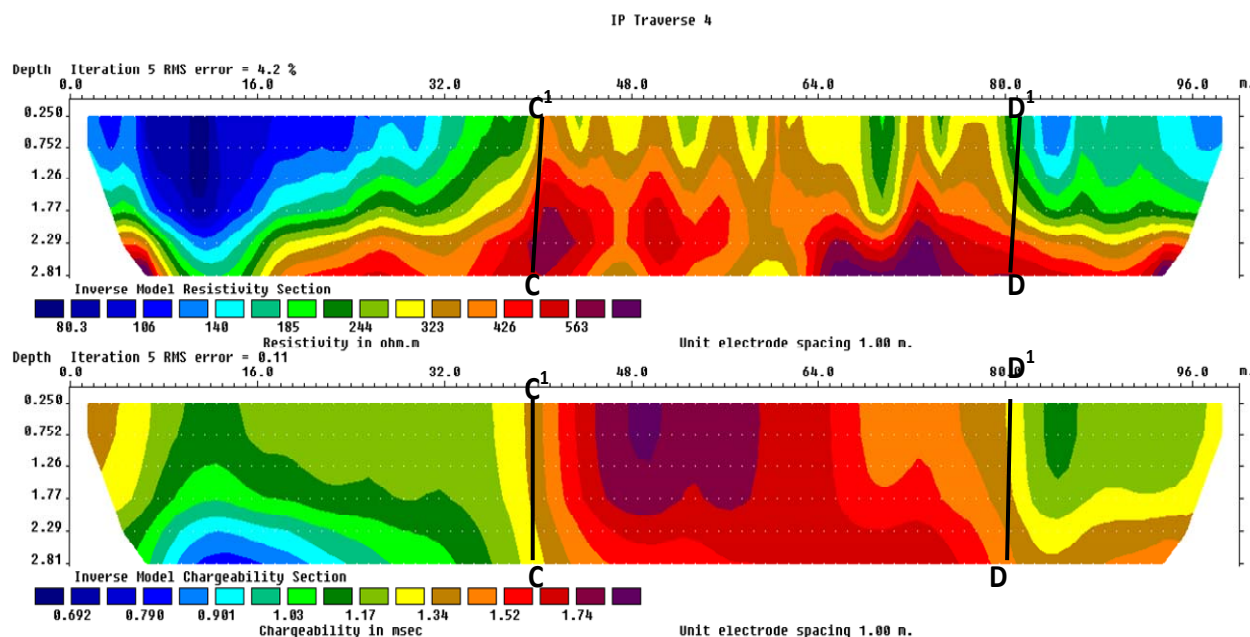 IP Traverse 4
Depth Iteration 5 RMS error = 4.2 %
0.0 16.0 32.0 48.0 64.0 80.0 96.0 m.
C¹ D¹
0.250
0.752
1.26
1.77
2.29
2.81
C D
Inverse Model Resistivity Section
80.3 106 140 185 244 323 426 563
Resistivity in ohm.m Unit electrode spacing 1.00 m.
Depth Iteration 5 RMS error = 0.11
0.0 16.0 32.0 48.0 64.0 80.0 96.0 m.
C¹ D¹
0.250
0.752
1.26
1.77
2.29
2.81
C D
Inverse Model Chargeability Section
0.692 0.790 0.901 1.03 1.17 1.34 1.52 1.74
Chargeability in msec Unit electrode spacing 1.00 m.